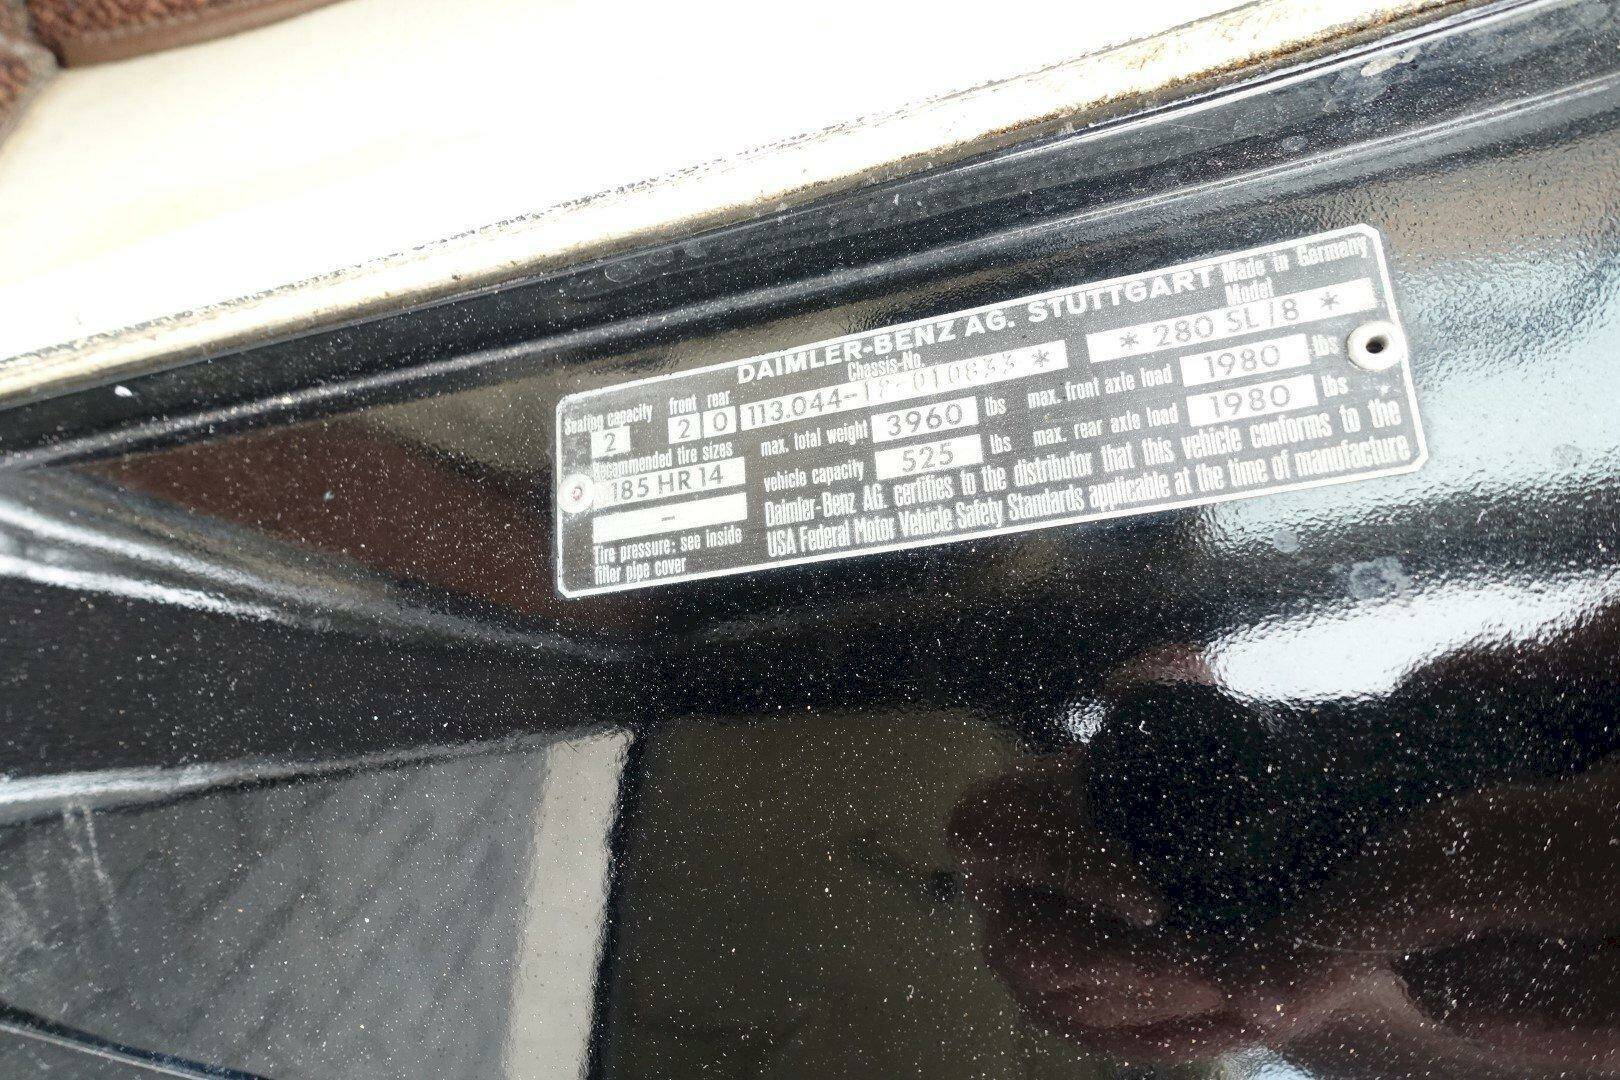 DAIMLER-BENZ AG. STUTTGART Made in Germany
Chassis-No. Model
Seating capacity front rear
2 2 0 113.044-12-010833 * * 280 SL/8 *
Recommended tire sizes max. total weight 3960 lbs max. front axle load 1980 lbs
185 HR 14 vehicle capacity 525 lbs max. rear axle load 1980 lbs
-
Daimler-Benz AG. certifies to the distributor that this vehicle conforms to the
USA Federal Motor Vehicle Safety Standards applicable at the time of manufacture
Tire pressure: see inside
filler pipe cover